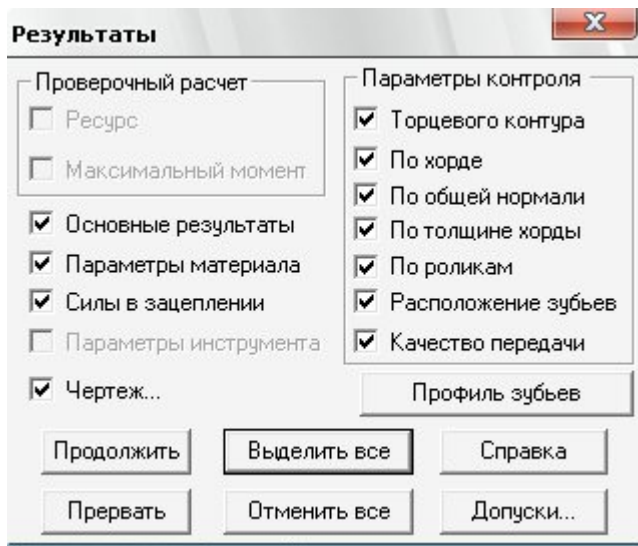 Результаты
Проверочный расчет
Ресурс
Максимальный момент
Основные результаты
Параметры материала
Силы в зацеплении
Параметры инструмента
Чертеж...
Параметры контроля
Торцевого контура
По хорде
По общей нормали
По толщине хорды
По роликам
Расположение зубьев
Качество передачи
Профиль зубьев
Продолжить
Выделить все
Справка
Прервать
Отменить все
Допуски...